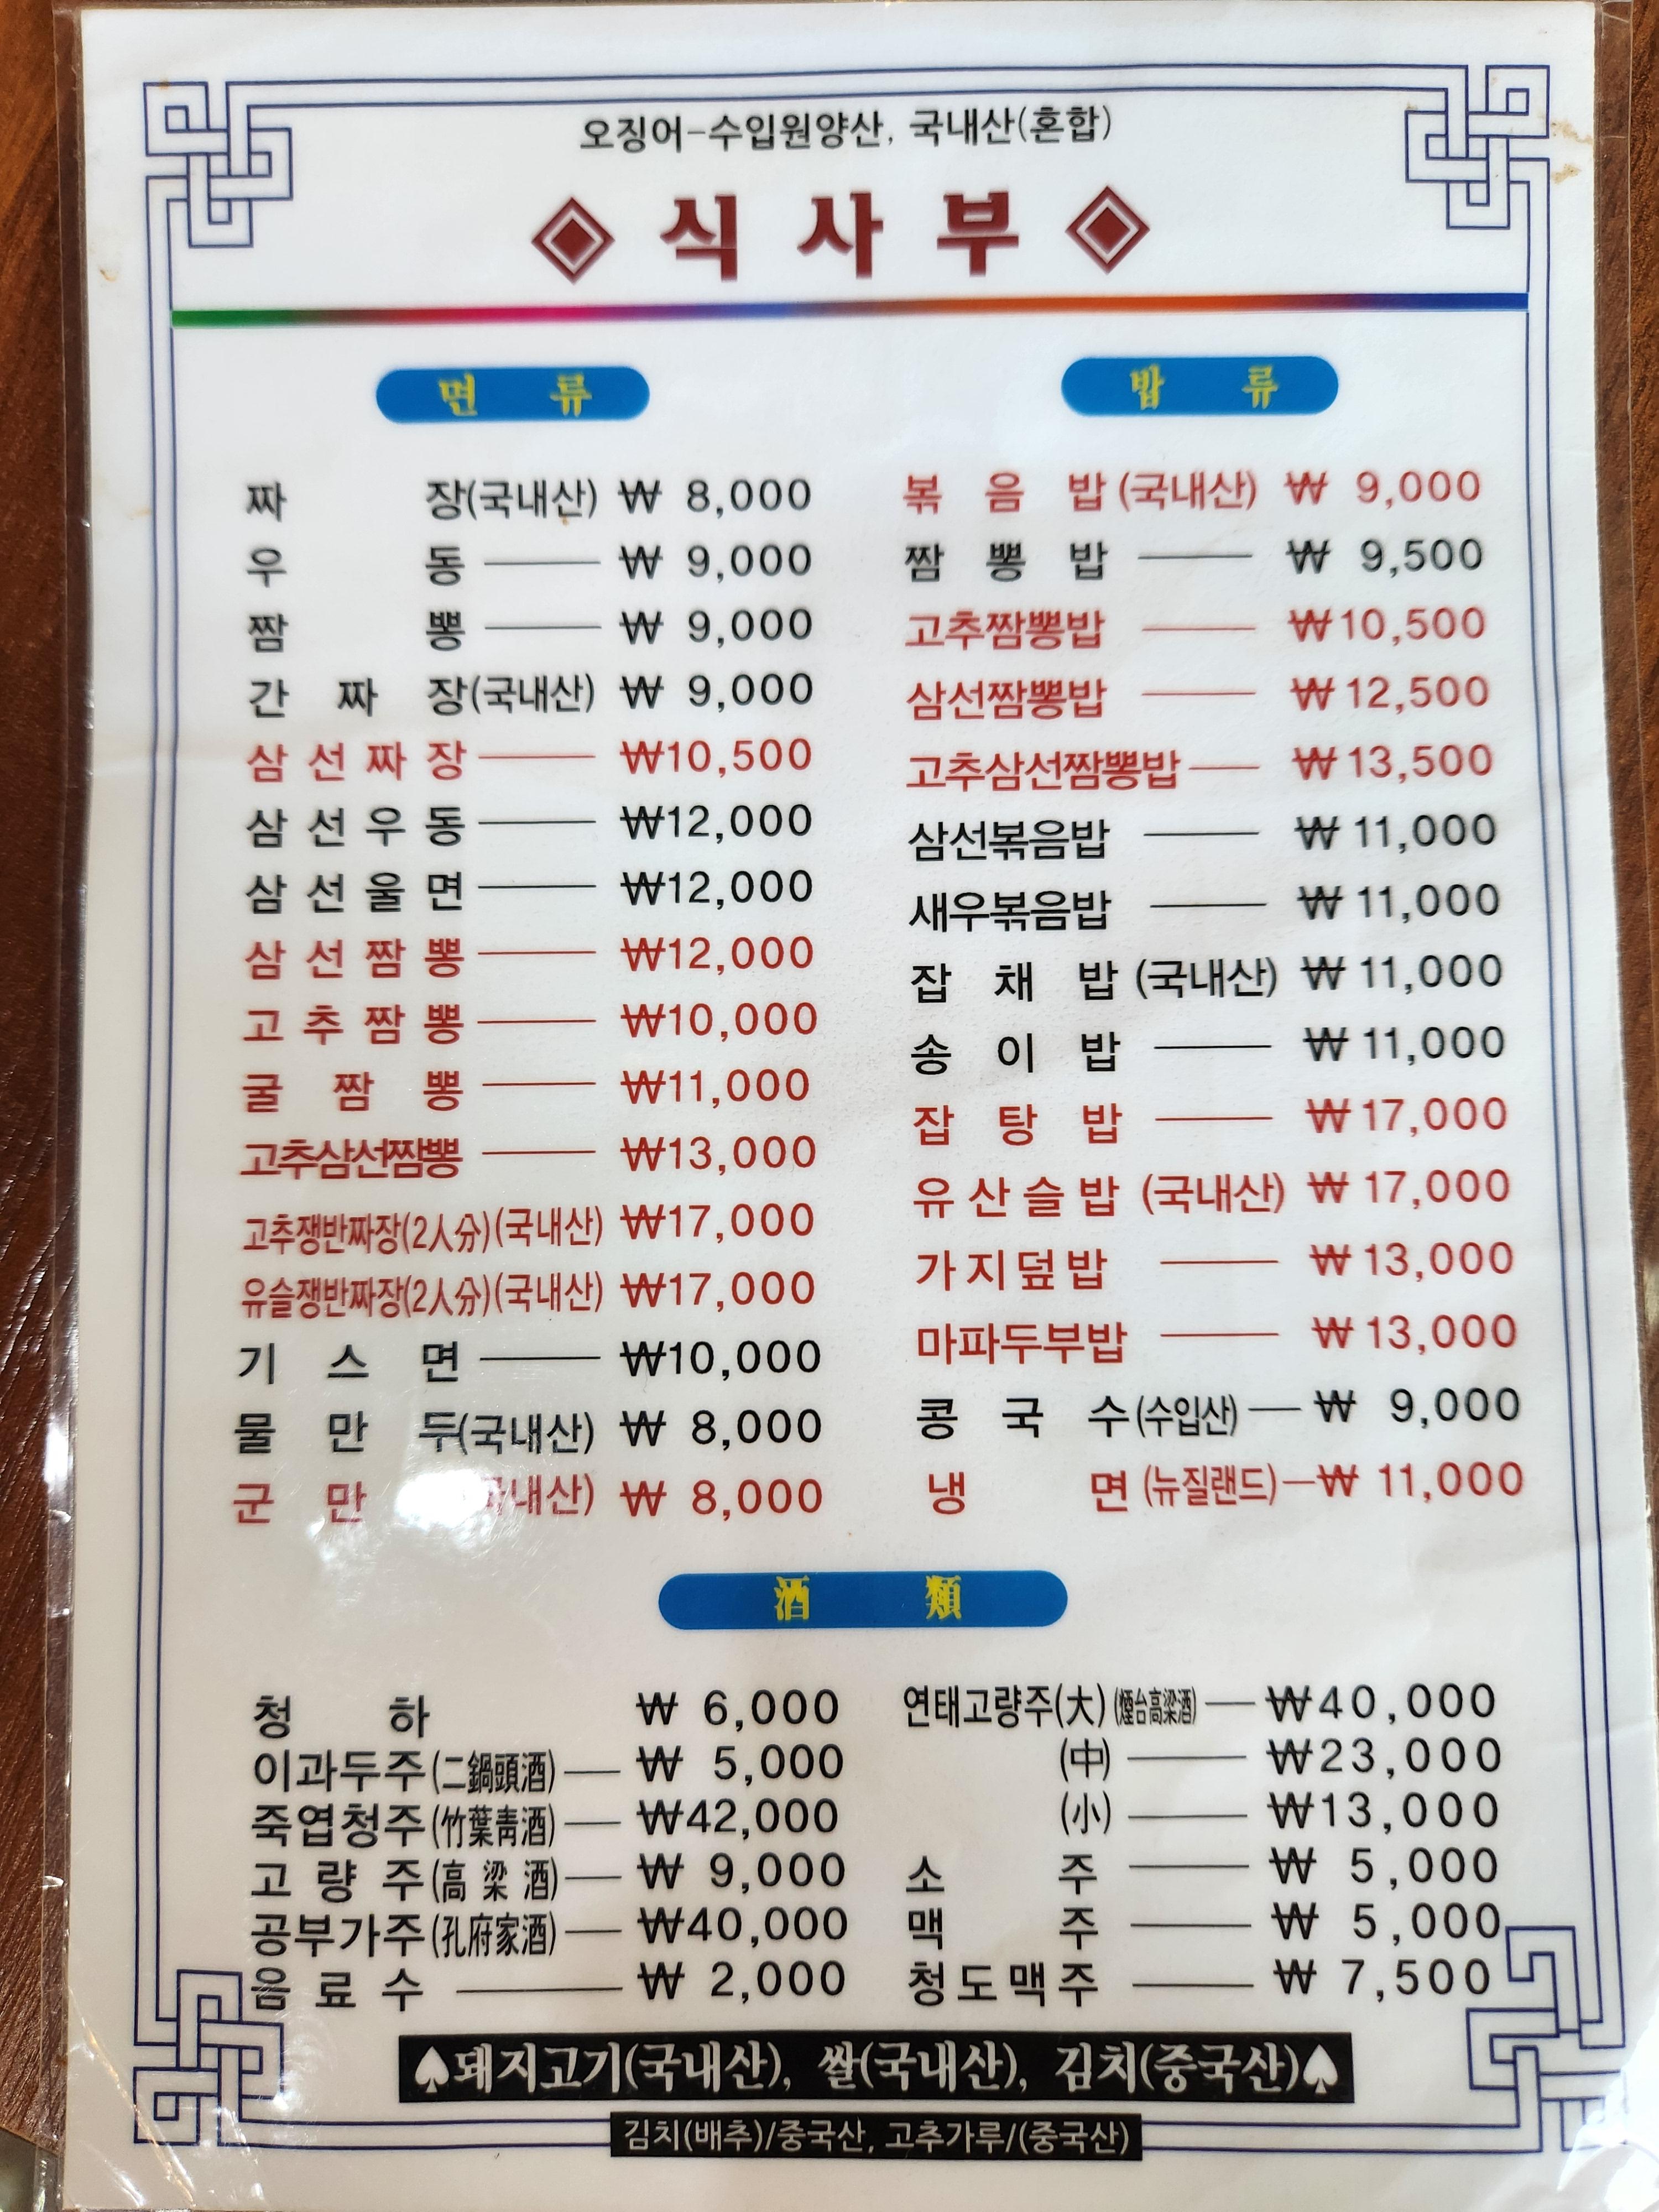 오징어-수입원양산, 국내산(혼합)
◈ 식 사 부 ◈
면 류
짜 장(국내산) ₩ 8,000
우 동 ₩ 9,000
짬 뽕 ₩ 9,000
간 짜 장(국내산) ₩ 9,000
삼 선 짜 장 ₩10,500
삼 선 우 동 ₩12,000
삼 선 울 면 ₩12,000
삼 선 짬 뽕 ₩12,000
고 추 짬 뽕 ₩10,000
굴 짬 뽕 ₩11,000
고추삼선짬뽕 ₩13,000
고추쟁반짜장(2人分)(국내산) ₩17,000
유슬쟁반짜장(2人分)(국내산) ₩17,000
기 스 면 ₩10,000
물 만 두(국내산) ₩ 8,000
군 만 국내산) ₩ 8,000
밥 류
볶 음 밥 (국내산) ₩ 9,000
짬 뽕 밥 ₩ 9,500
고추짬뽕밥 ₩10,500
삼선짬뽕밥 ₩12,500
고추삼선짬뽕밥 ₩13,500
삼선볶음밥 ₩11,000
새우볶음밥 ₩11,000
잡 채 밥 (국내산) ₩11,000
송 이 밥 ₩11,000
잡 탕 밥 ₩17,000
유 산 슬 밥 (국내산) ₩17,000
가지덮밥 ₩13,000
마파두부밥 ₩13,000
콩 국 수(수입산) ₩ 9,000
냉 면 (뉴질랜드) ₩ 11,000
酒 類
청 하 ₩ 6,000
이과두주(二鍋頭酒) ₩ 5,000
죽엽청주(竹葉靑酒) ₩42,000
고 량 주(高 粱 酒) ₩ 9,000
공부가주(孔府家酒) ₩40,000
음 료 수 ₩ 2,000
연태고량주(大)(煙台高粱酒) ₩40,000
(中) ₩23,000
(小) ₩13,000
소 주 ₩ 5,000
맥 주 ₩ 5,000
청도맥주 ₩ 7,500
♠돼지고기(국내산), 쌀(국내산), 김치(중국산)♠
김치(배추)/중국산, 고추가루/(중국산)